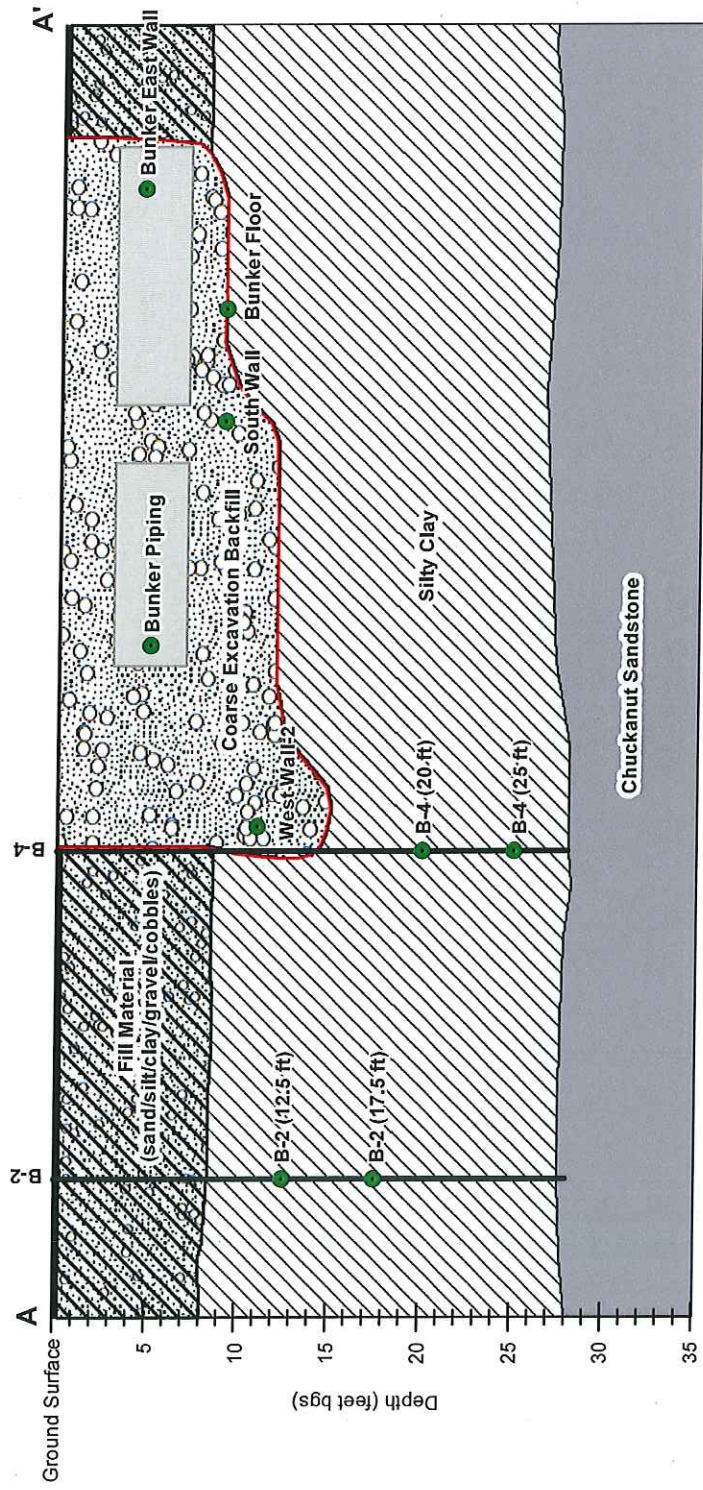 A
A'
B-2
B-4
Ground Surface
Fill Material
(sand/silt/clay/gravel/cobbles)
Bunker Piping
Bunker East Wall
Coarse Excavation Backfill
South Wall
Bunker Floor
West Wall-2
B-2 (12.5 ft)
B-2 (17.5 ft)
B-4 (20 ft)
B-4 (25 ft)
Silty Clay
Chuckanut Sandstone
5
10
15
20
25
30
35
Depth (feet bgs)